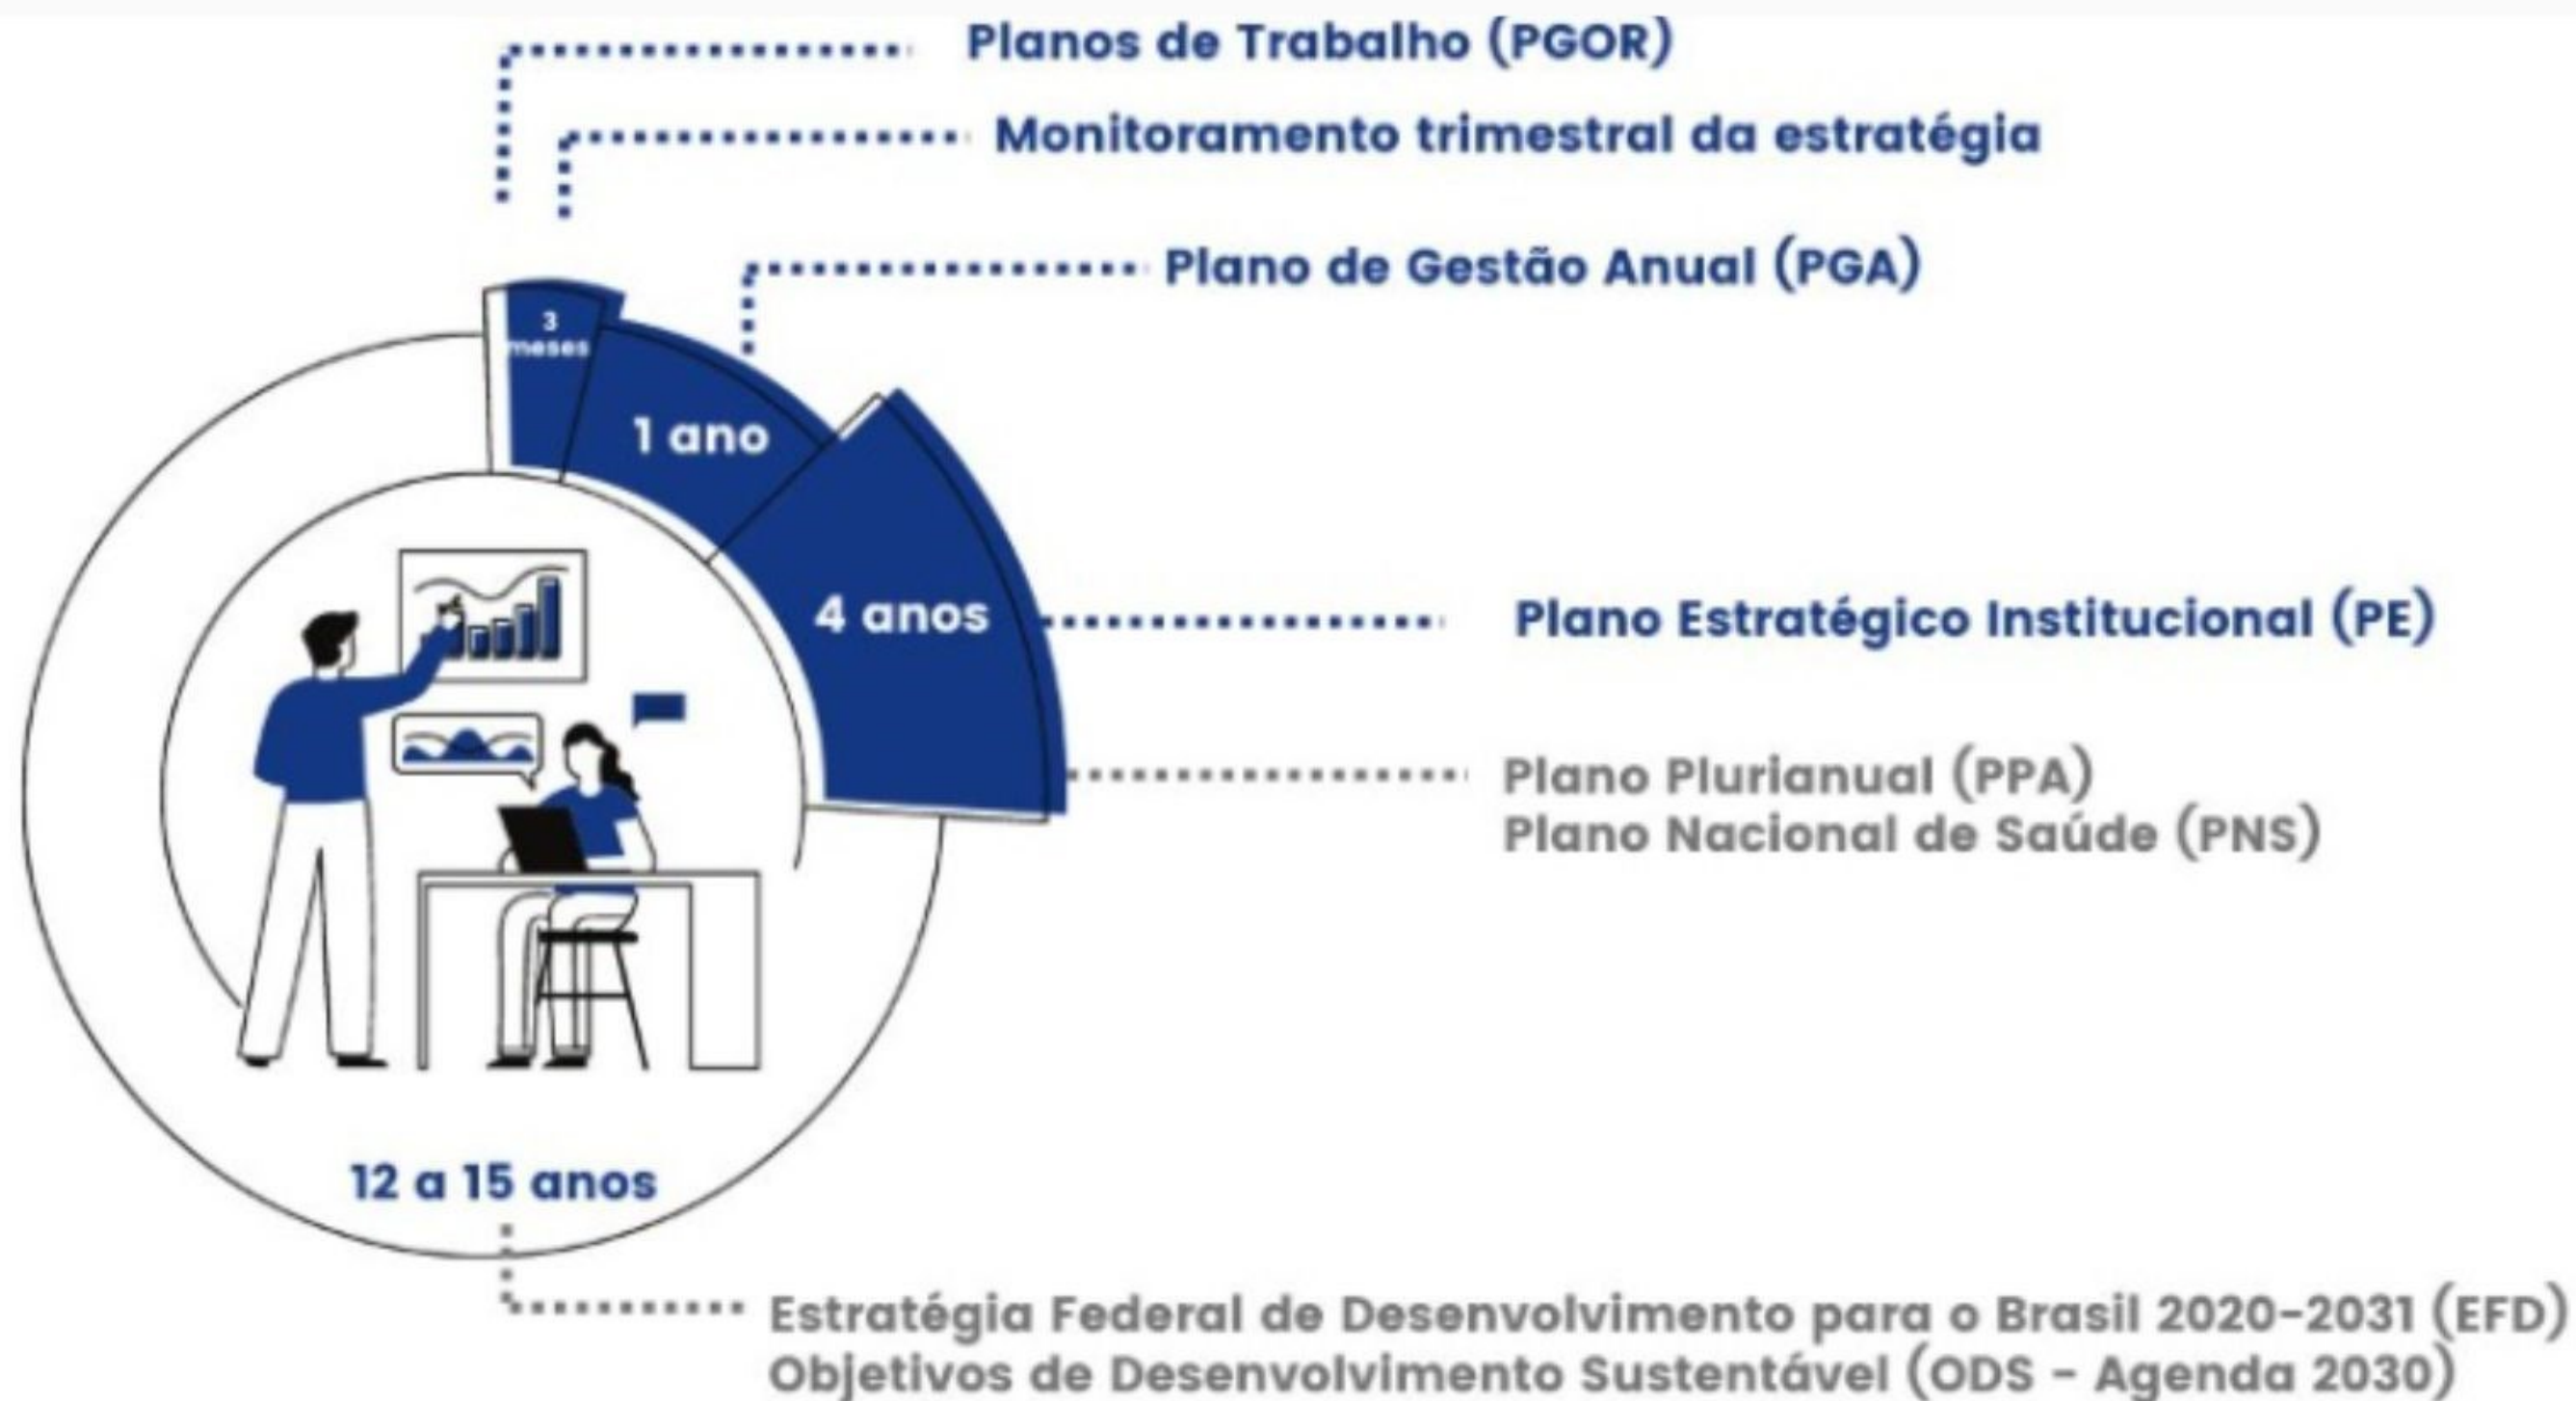 Planos de Trabalho (PGOR)
Monitoramento trimestral da estratégia
Plano de Gestão Anual (PGA)
3
meses
1 ano
4 anos
Plano Estratégico Institucional (PE)
Plano Plurianual (PPA)
Plano Nacional de Saúde (PNS)
12 a 15 anos
Estratégia Federal de Desenvolvimento para o Brasil 2020-2031 (EFD)
Objetivos de Desenvolvimento Sustentável (ODS - Agenda 2030)